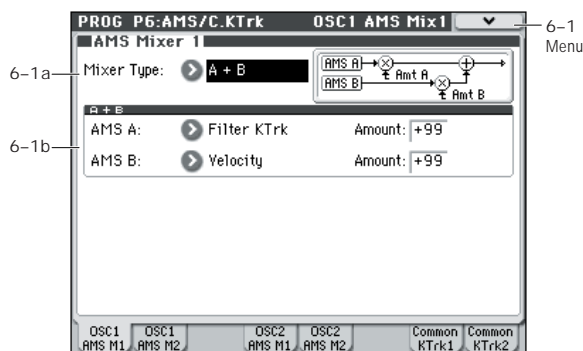 PROG P6:AMS/C.KTrk OSC1 AMS Mix1
6–1
Menu
AMS Mixer 1
6–1a
Mixer Type: A + B
AMS A
Amt A
AMS B
Amt B
A + B
6–1b
AMS A: Filter KTrk Amount: +99
AMS B: Velocity Amount: +99
OSC1 AMS M1
OSC1 AMS M2
OSC2 AMS M1
OSC2 AMS M2
Common KTrk1
Common KTrk2